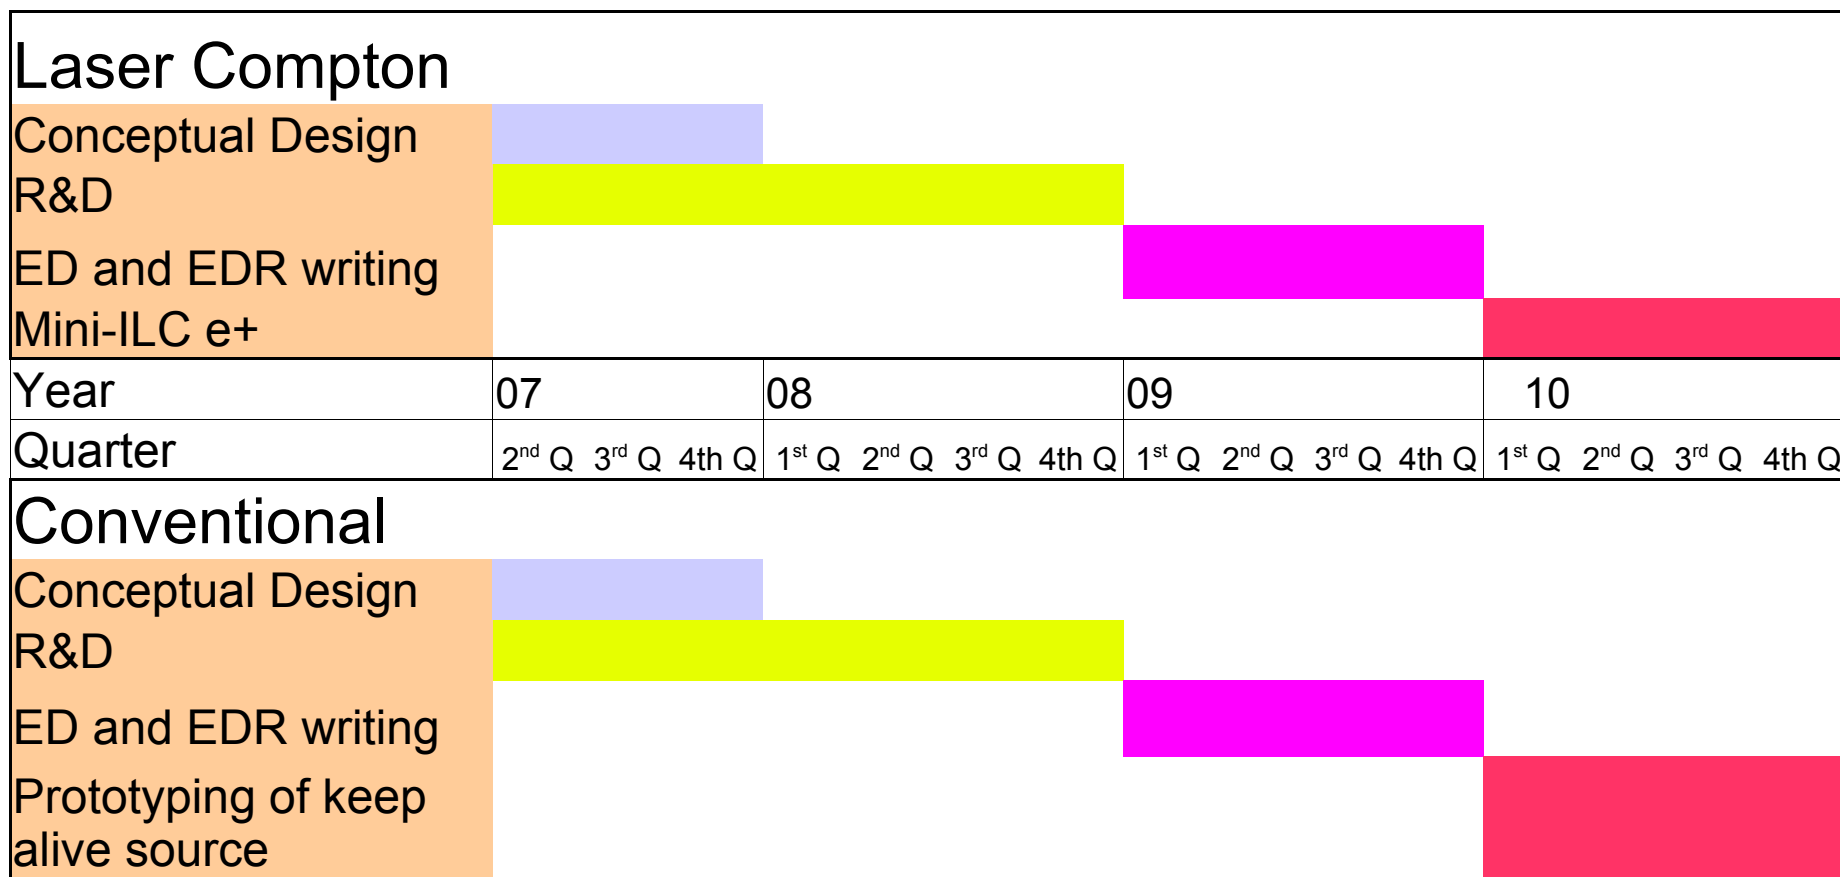 Laser Compton
Conceptual Design
R&D
ED and EDR writing
Mini-ILC e+
Year 07 08 09 10
Quarter 2nd Q 3rd Q 4th Q 1st Q 2nd Q 3rd Q 4th Q 1st Q 2nd Q 3rd Q 4th Q 1st Q 2nd Q 3rd Q 4th Q
Conventional
Conceptual Design
R&D
ED and EDR writing
Prototyping of keep
alive source